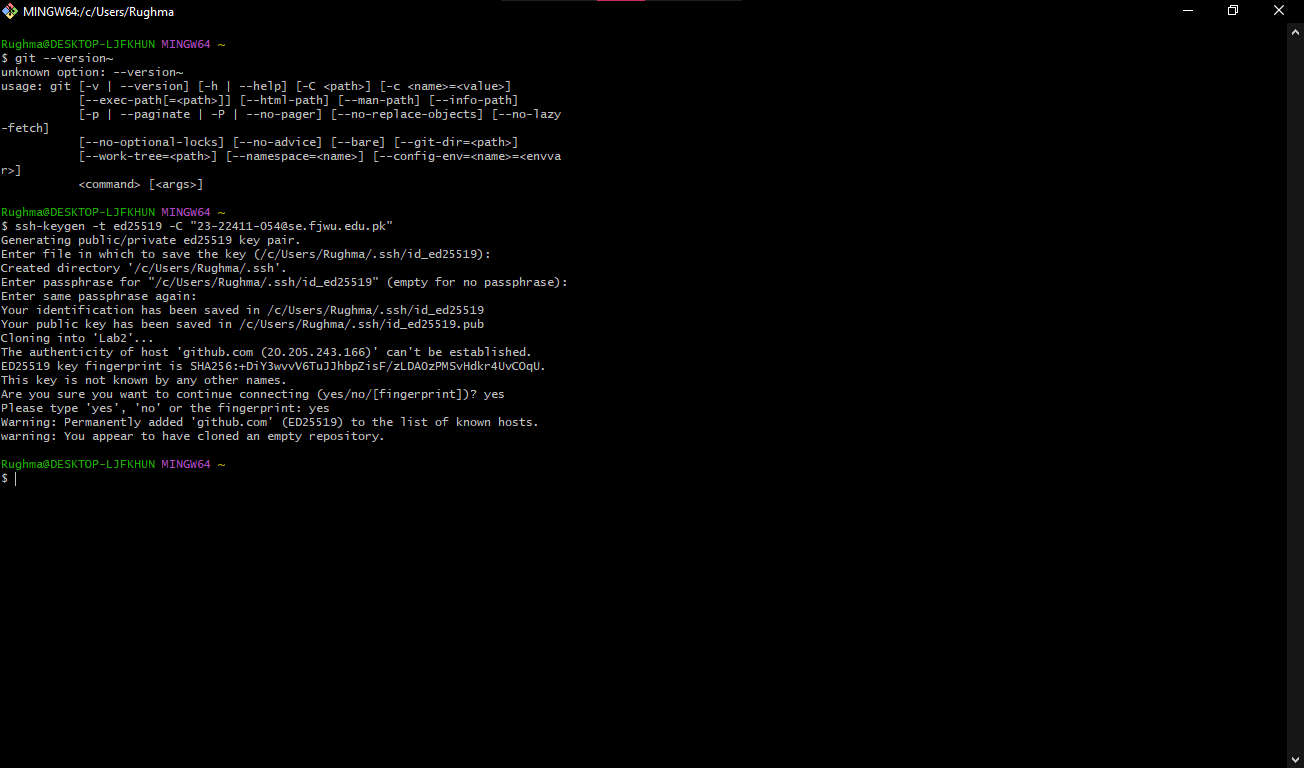 MINGW64:/c/Users/Rughma
Rughma@DESKTOP-LJFKHUN MINGW64 ~
$ git --version~
unknown option: --version~
usage: git [-v | --version] [-h | --help] [-C <path>] [-c <name>=<value>]
           [--exec-path[=<path>]] [--html-path] [--man-path] [--info-path]
           [-p | --paginate | -P | --no-pager] [--no-replace-objects] [--no-lazy
-fetch]
           [--no-optional-locks] [--no-advice] [--bare] [--git-dir=<path>]
           [--work-tree=<path>] [--namespace=<name>] [--config-env=<name>=<envva
r>]
           <command> [<args>]
Rughma@DESKTOP-LJFKHUN MINGW64 ~
$ ssh-keygen -t ed25519 -C "23-22411-054@se.fjwu.edu.pk"
Generating public/private ed25519 key pair.
Enter file in which to save the key (/c/Users/Rughma/.ssh/id_ed25519):
Created directory '/c/Users/Rughma/.ssh'.
Enter passphrase for "/c/Users/Rughma/.ssh/id_ed25519" (empty for no passphrase):
Enter same passphrase again:
Your identification has been saved in /c/Users/Rughma/.ssh/id_ed25519
Your public key has been saved in /c/Users/Rughma/.ssh/id_ed25519.pub
Cloning into 'Lab2'...
The authenticity of host 'github.com (20.205.243.166)' can't be established.
ED25519 key fingerprint is SHA256:+DiY3wvvV6TuJJhbpZisF/zLDA0zPMSvHdkr4UvCOqU.
This key is not known by any other names.
Are you sure you want to continue connecting (yes/no/[fingerprint])? yes
Please type 'yes', 'no' or the fingerprint: yes
Warning: Permanently added 'github.com' (ED25519) to the list of known hosts.
warning: You appear to have cloned an empty repository.
Rughma@DESKTOP-LJFKHUN MINGW64 ~
$